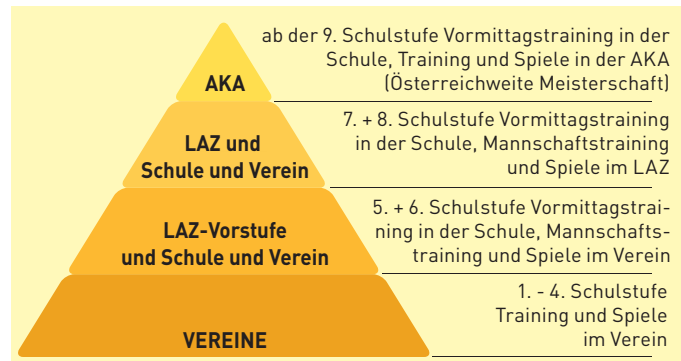 ab der 9. Schulstufe Vormittagstraining in der
Schule, Training und Spiele in der AKA
(Österreichweite Meisterschaft)
AKA
7. + 8. Schulstufe Vormittagstraining
in der Schule, Mannschaftstraining
und Spiele im LAZ
LAZ und
Schule und Verein
5. + 6. Schulstufe Vormittagstrai-
ning in der Schule, Mannschafts-
training und Spiele im Verein
LAZ-Vorstufe
und Schule und Verein
1. - 4. Schulstufe
Training und Spiele
im Verein
VEREINE